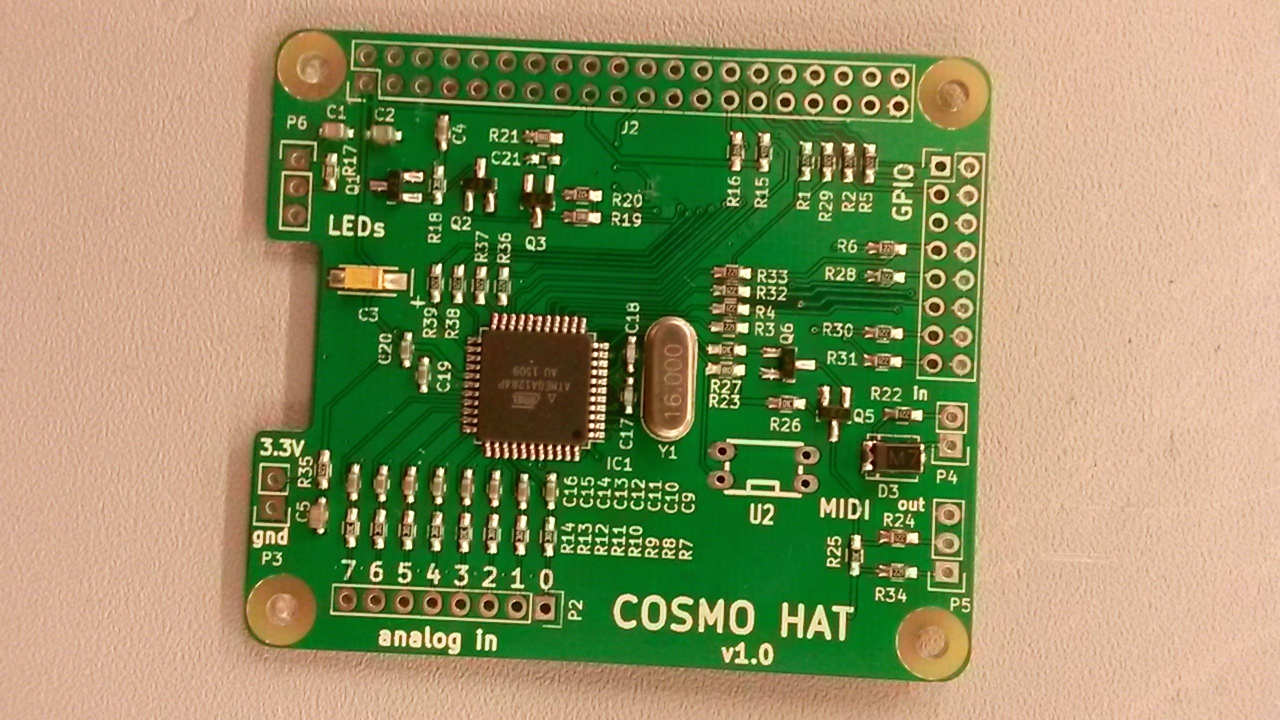 P6
C1
C2
C4
R17
Q1
R21
C21
J2
R16
R15
R1
R29
R2
R5
GPIO
R20
R19
R18
Q2
Q3
LEDs
R37
R36
R6
R28
R33
R32
R4
R3
C3
+
R39
R38
C18
Q6
R30
R31
C20
C19
ATMEGA1284P
AU 1509
16.000
R27
R23
R26
R22
in
Q5
C17
Y1
IC1
3.3V
R35
M7
P4
D3
C5
gnd
P3
C16
C15
C14
C13
C12
C11
C10
C9
U2
MIDI
out
R24
R25
R14
R13
R12
R11
R10
R9
R8
R7
R34
P5
7 6 5 4 3 2 1 0
P2
analog in
COSMO HAT
v1.0